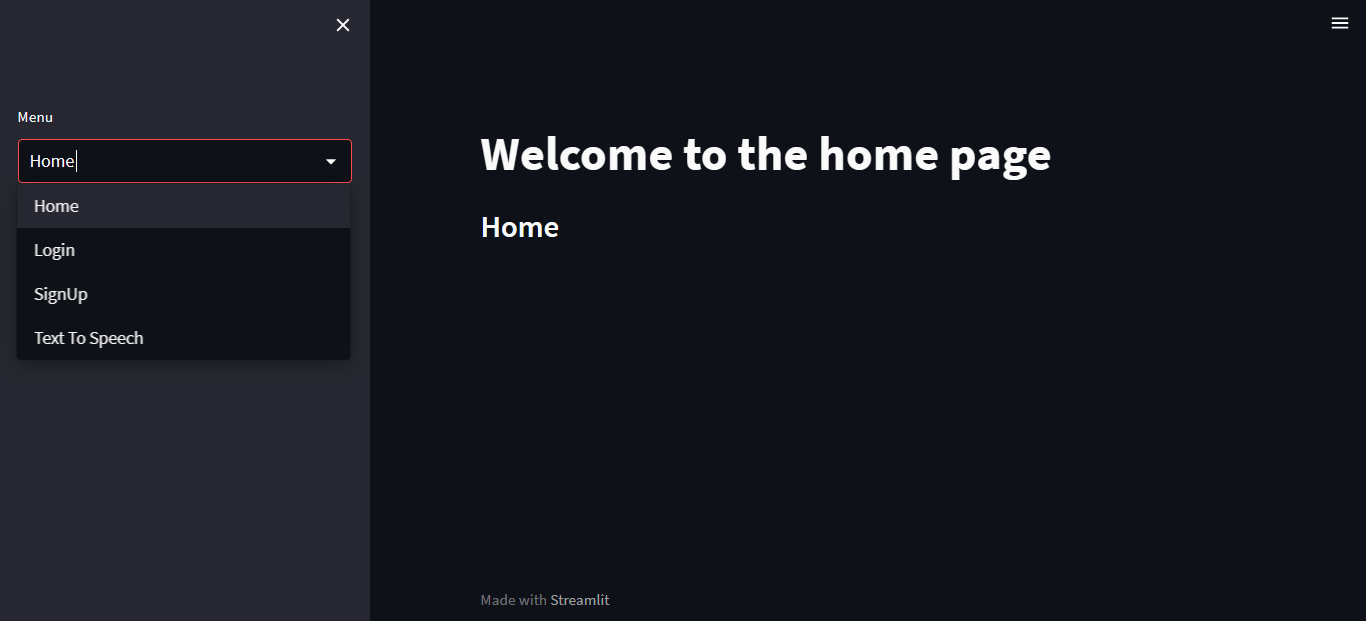 Menu
Home
Home
Login
SignUp
Text To Speech
Welcome to the home page
Home
Made with Streamlit